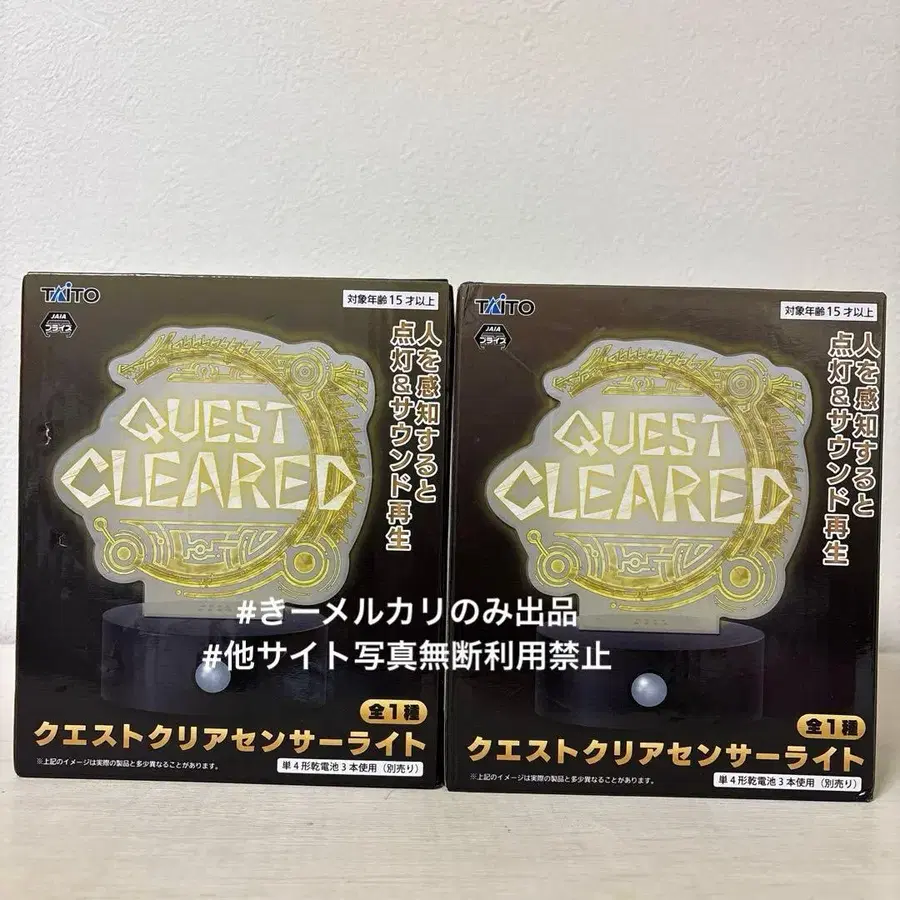 TAITO
JAIA
プライズ
対象年齢15才以上
人を感知すると
点灯&サウンド再生
QUEST
CLEARED
全1種
クエストクリアセンサーライト
※上記のイメージは実際の製品と多少異なることがあります。
単4形乾電池3本使用(別売り)
TAITO
JAIA
プライズ
対象年齢15才以上
人を感知すると
点灯&サウンド再生
QUEST
CLEARED
全1種
クエストクリアセンサーライト
※上記のイメージは実際の製品と多少異なることがあります。
単4形乾電池3本使用(別売り)
#きーメルカリのみ出品
#他サイト写真無断利用禁止